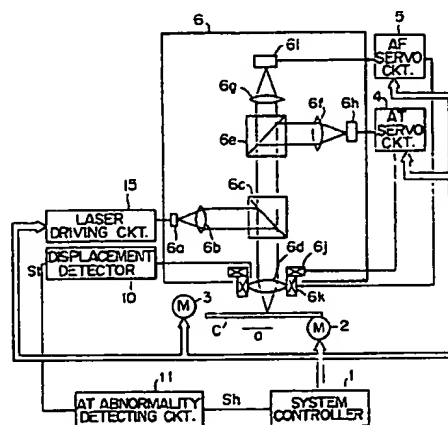 6
5
6i
AF SERVO CKT.
6g
4
6f
6h
6e
AT SERVO CKT.
15
6c
LASER DRIVING CKT.
6a
6b
6d
6j
St
DISPLACEMENT DETECTOR
10
6k
3
M
C'
a
M
2
11
AT ABNORMALITY DETECTING CKT.
Sh
1
SYSTEM CONTROLLER